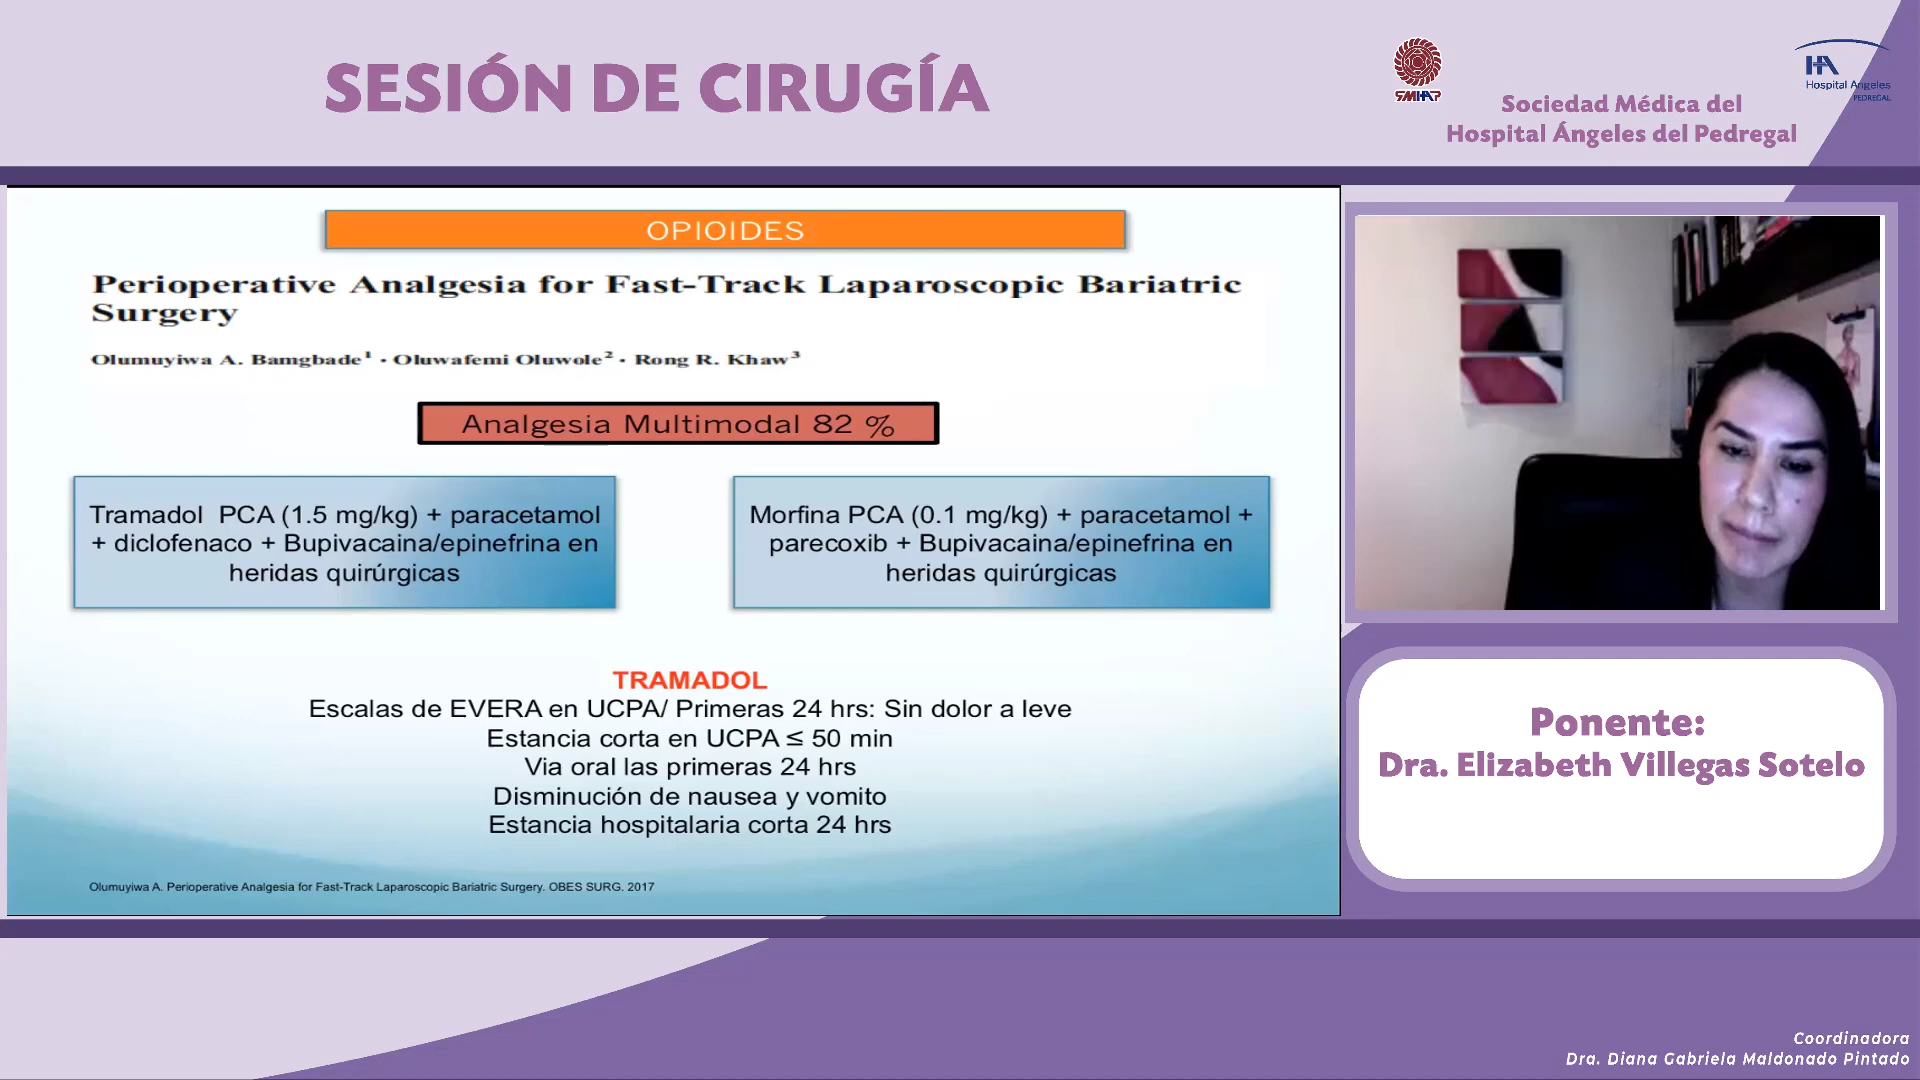 SESIÓN DE CIRUGÍA
SMHAP
Sociedad Médica del
Hospital Ángeles del Pedregal
HA
Hospital Angeles
PEDREGAL
OPIOIDES
Perioperative Analgesia for Fast-Track Laparoscopic Bariatric
Surgery
Olumuyiwa A. Bamgbade¹ · Oluwafemi Oluwole² · Rong R. Khaw³
Analgesia Multimodal 82 %
Tramadol PCA (1.5 mg/kg) + paracetamol
+ diclofenaco + Bupivacaina/epinefrina en
heridas quirúrgicas
Morfina PCA (0.1 mg/kg) + paracetamol +
parecoxib + Bupivacaina/epinefrina en
heridas quirúrgicas
TRAMADOL
Escalas de EVERA en UCPA/ Primeras 24 hrs: Sin dolor a leve
Estancia corta en UCPA ≤ 50 min
Via oral las primeras 24 hrs
Disminución de nausea y vomito
Estancia hospitalaria corta 24 hrs
Olumuyiwa A. Perioperative Analgesia for Fast-Track Laparoscopic Bariatric Surgery. OBES SURG. 2017
Ponente:
Dra. Elizabeth Villegas Sotelo
Coordinadora
Dra. Diana Gabriela Maldonado Pintado